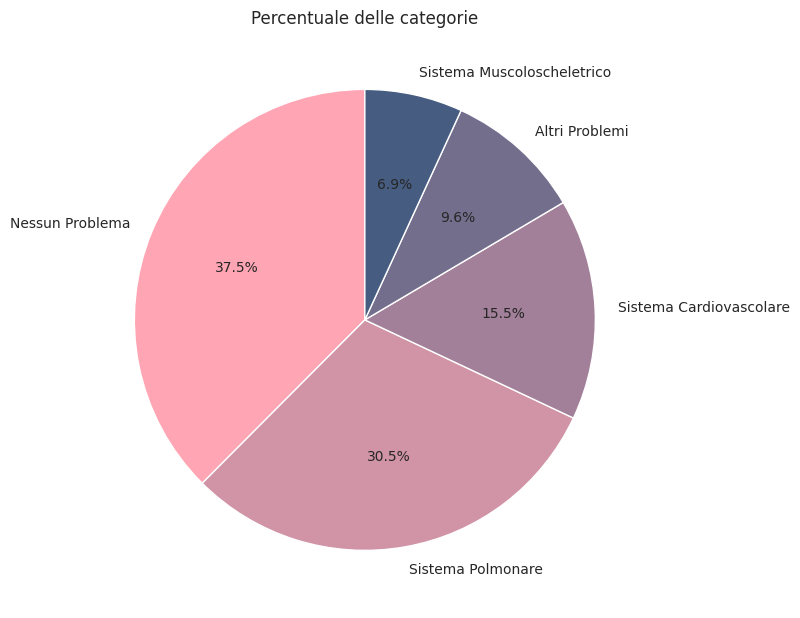 Percentuale delle categorie
Sistema Muscoloscheletrico
Altri Problemi
6.9%
9.6%
Nessun Problema
37.5%
Sistema Cardiovascolare
15.5%
30.5%
Sistema Polmonare